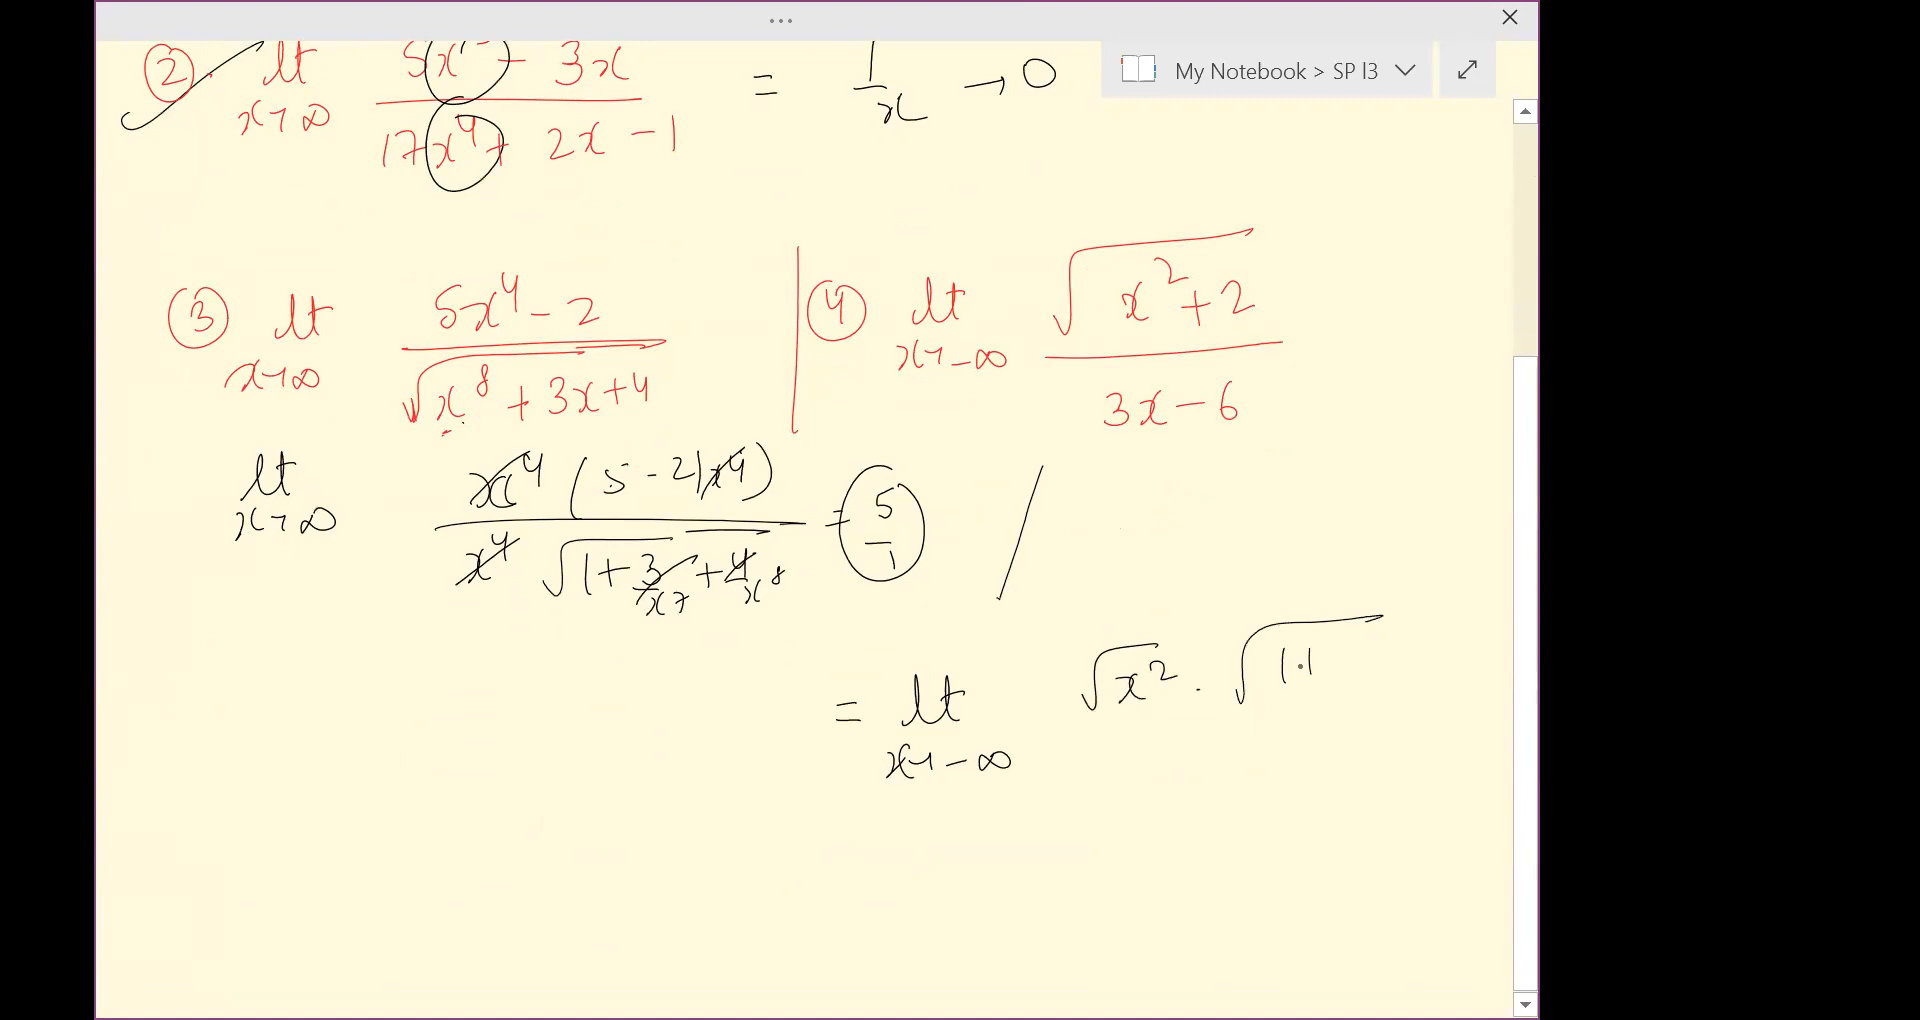 My Notebook > SP l3
② lt x→∞ (5x - 3x) / (17x⁴ + 2x - 1) = 1/x → 0
③ lt x→∞ (5x⁴ - 2) / √(x⁸ + 3x + 4)
④ lt x→-∞ √(x² + 2) / (3x - 6)
lt x→∞ x⁴ (5 - 2/x⁴) / x⁴ √(1 + 3/x⁷ + 4/x⁸) = 5/1
= lt x→-∞ √x² · √1